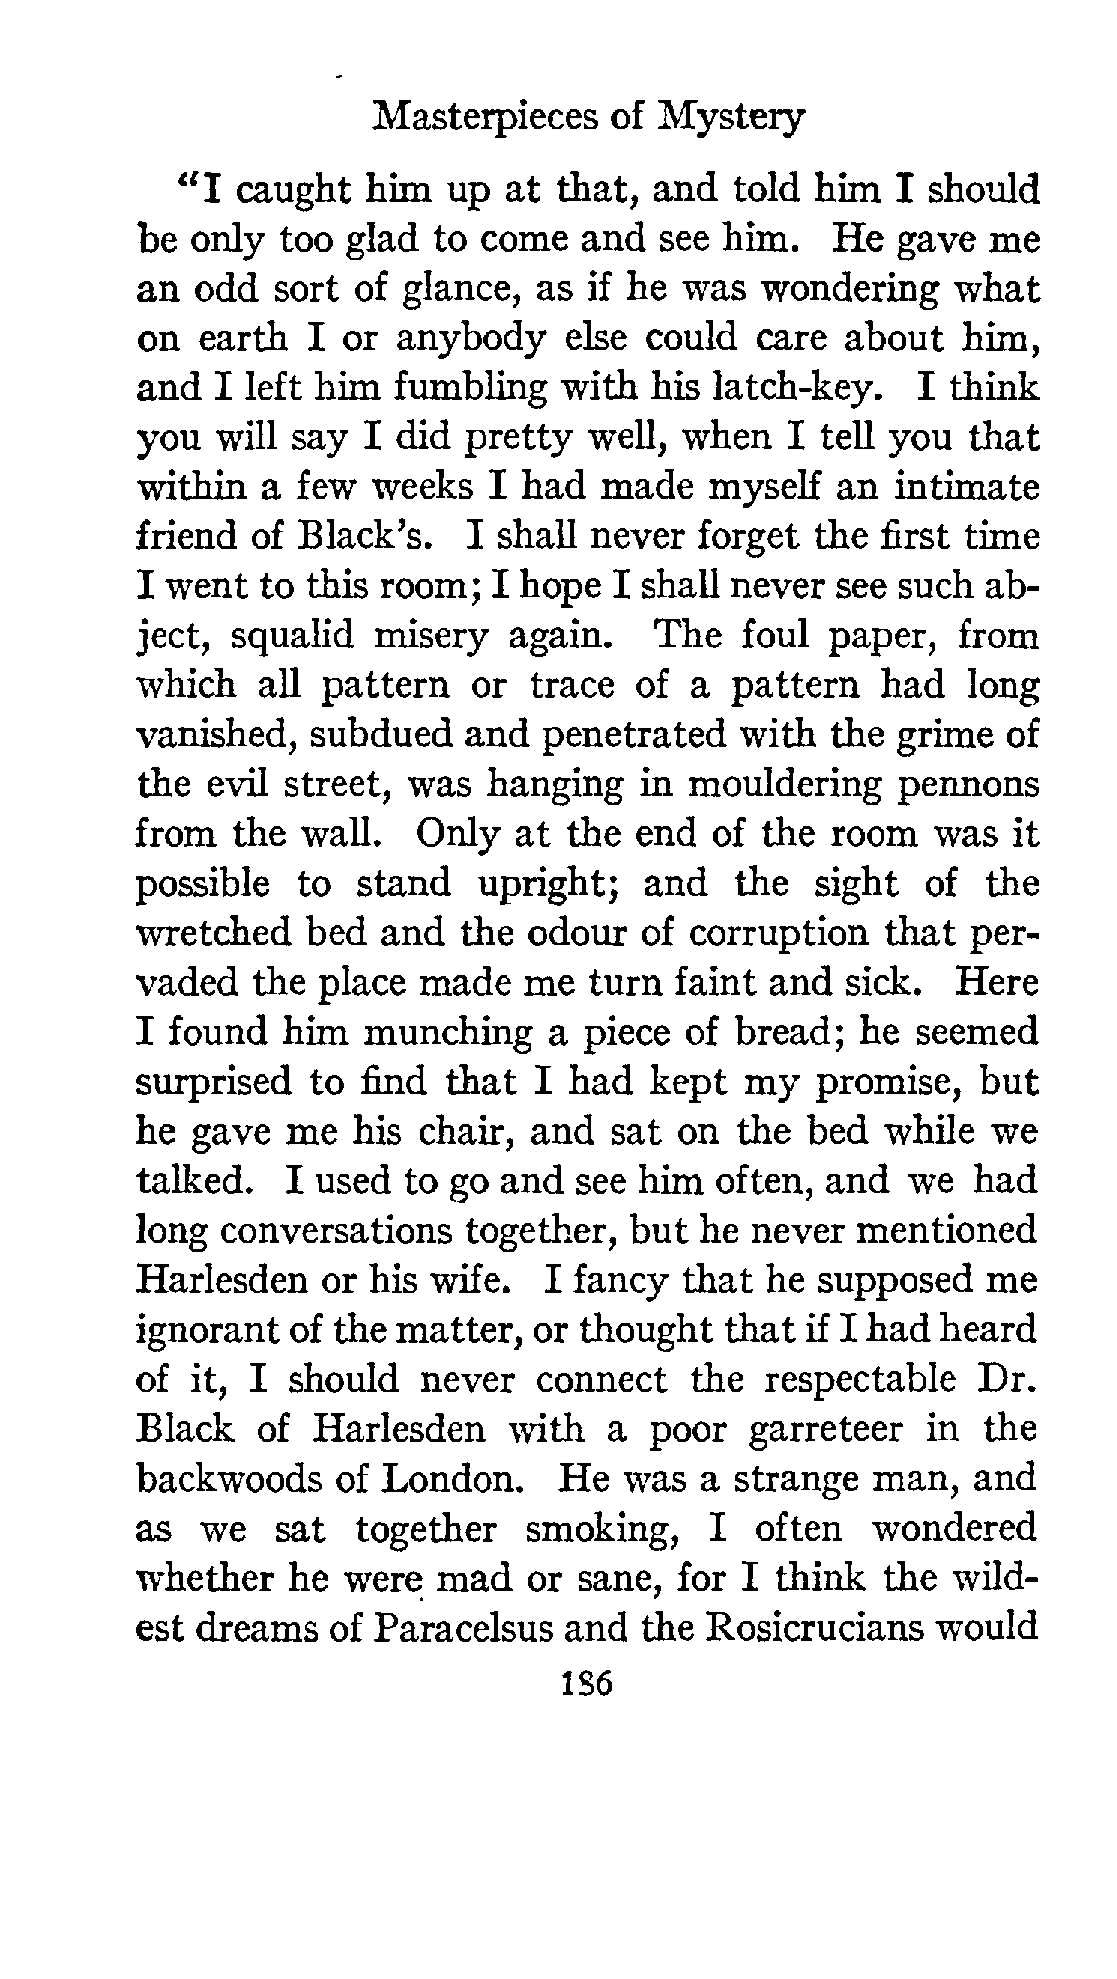 Masterpieces of Mystery
"I caught him up at that, and told him I should
be only too glad to come and see him. He gave me
an odd sort of glance, as if he was wondering what
on earth I or anybody else could care about him,
and I left him fumbling with his latch-key. I think
you will say I did pretty well, when I tell you that
within a few weeks I had made myself an intimate
friend of Black's. I shall never forget the first time
I went to this room; I hope I shall never see such ab-
ject, squalid misery again. The foul paper, from
which all pattern or trace of a pattern had long
vanished, subdued and penetrated with the grime of
the evil street, was hanging in mouldering pennons
from the wall. Only at the end of the room was it
possible to stand upright; and the sight of the
wretched bed and the odour of corruption that per-
vaded the place made me turn faint and sick. Here
I found him munching a piece of bread; he seemed
surprised to find that I had kept my promise, but
he gave me his chair, and sat on the bed while we
talked. I used to go and see him often, and we had
long conversations together, but he never mentioned
Harlesden or his wife. I fancy that he supposed me
ignorant of the matter, or thought that if I had heard
of it, I should never connect the respectable Dr.
Black of Harlesden with a poor garreteer in the
backwoods of London. He was a strange man, and
as we sat together smoking, I often wondered
whether he were mad or sane, for I think the wild-
est dreams of Paracelsus and the Rosicrucians would
186